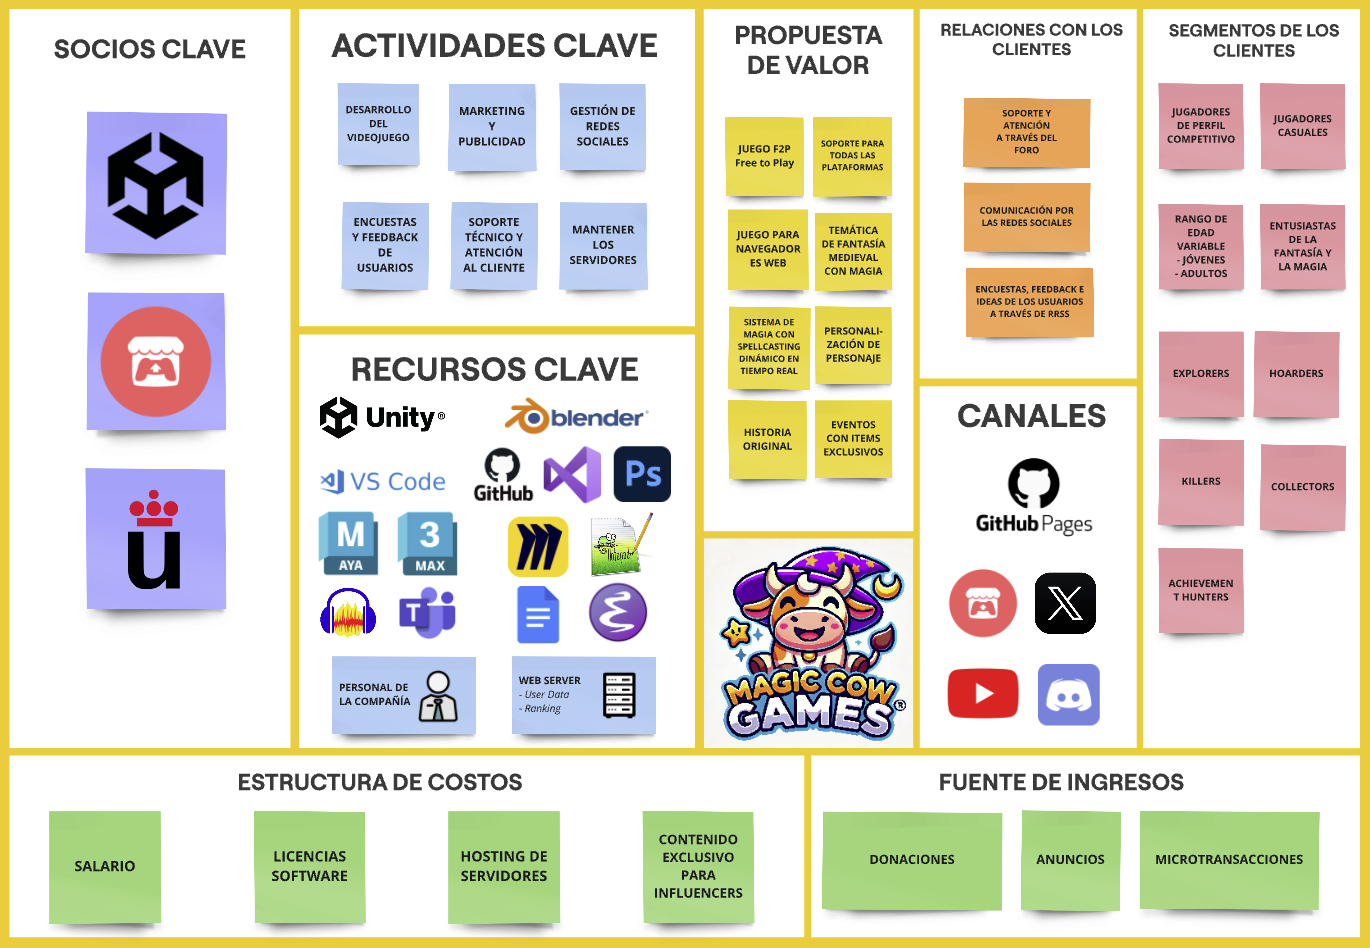 SOCIOS CLAVE
ACTIVIDADES CLAVE
DESARROLLO
DEL
VIDEOJUEGO
MARKETING
Y
PUBLICIDAD
GESTIÓN DE
REDES
SOCIALES
ENCUESTAS
Y FEEDBACK
DE
USUARIOS
SOPORTE
TÉCNICO Y
ATENCIÓN
AL CLIENTE
MANTENER
LOS
SERVIDORES
RECURSOS CLAVE
Unity®
blender
VS Code
GitHub
Ps
M
AYA
3
MAX
PERSONAL DE
LA COMPAÑÍA
WEB SERVER
- User Data
- Ranking
PROPUESTA
DE VALOR
JUEGO F2P
Free to Play
SOPORTE PARA
TODAS LAS
PLATAFORMAS
JUEGO PARA
NAVEGADOR
ES WEB
TEMÁTICA
DE FANTASÍA
MEDIEVAL
CON MAGIA
SISTEMA DE
MAGIA CON
SPELLCASTING
DINÁMICO EN
TIEMPO REAL
PERSONALI-
ZACIÓN DE
PERSONAJE
HISTORIA
ORIGINAL
EVENTOS
CON ITEMS
EXCLUSIVOS
MAGIC COW
GAMES®
RELACIONES CON LOS
CLIENTES
SOPORTE Y
ATENCIÓN
A TRAVÉS DEL
FORO
COMUNICACIÓN POR
LAS REDES SOCIALES
ENCUESTAS, FEEDBACK E
IDEAS DE LOS USUARIOS
A TRAVÉS DE RRSS
CANALES
GitHub Pages
SEGMENTOS DE LOS
CLIENTES
JUGADORES
DE PERFIL
COMPETITIVO
JUGADORES
CASUALES
RANGO DE
EDAD
VARIABLE
- JÓVENES
- ADULTOS
ENTUSIASTAS
DE LA
FANTASÍA Y
LA MAGIA
EXPLORERS
HOARDERS
KILLERS
COLLECTORS
ACHIEVEMEN
T HUNTERS
ESTRUCTURA DE COSTOS
SALARIO
LICENCIAS
SOFTWARE
HOSTING DE
SERVIDORES
CONTENIDO
EXCLUSIVO
PARA
INFLUENCERS
FUENTE DE INGRESOS
DONACIONES
ANUNCIOS
MICROTRANSACCIONES